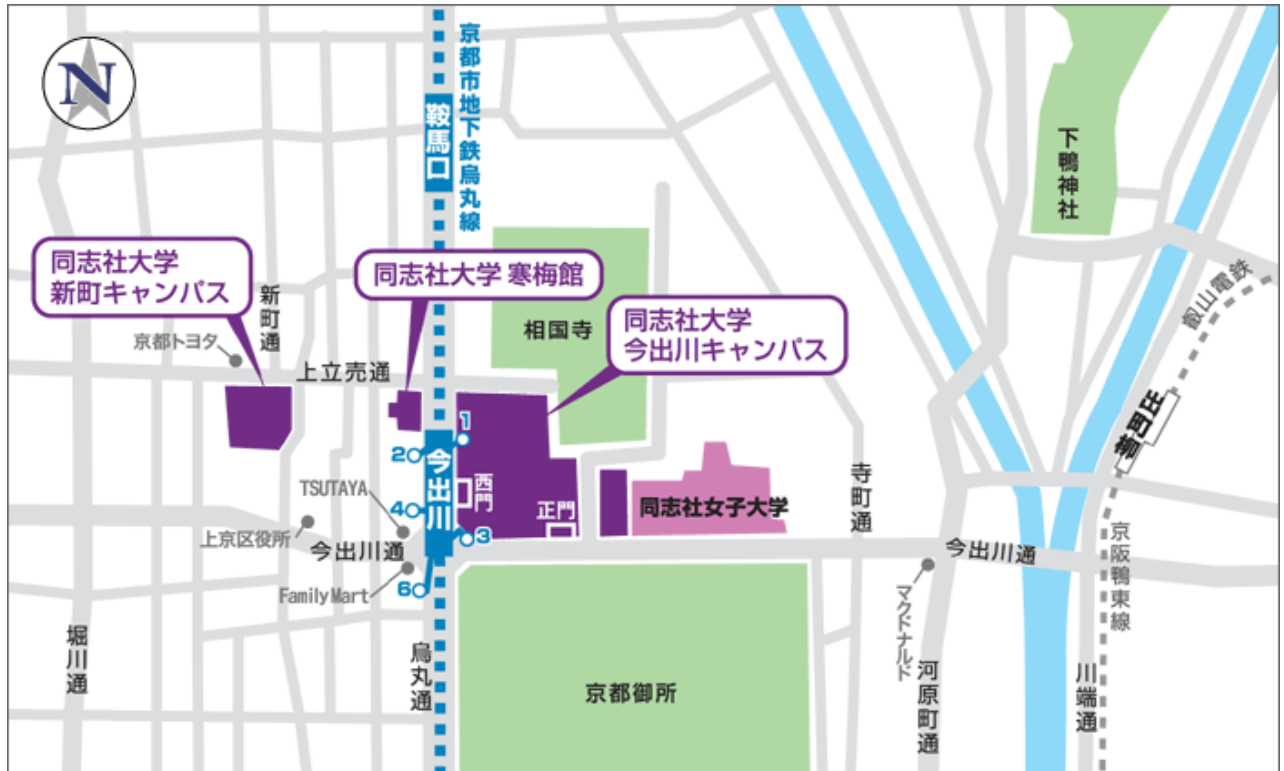 N
京都市地下鉄烏丸線
鞍馬口
下鴨神社
同志社大学
新町キャンパス
新町通
同志社大学 寒梅館
相国寺
同志社大学
今出川キャンパス
叡山電鉄
京都トヨタ
上立売通
出町柳
1
2
今出川
西門
正門
同志社女子大学
寺町通
TSUTAYA
4
3
上京区役所
今出川通
今出川通
京阪鴨東線
FamilyMart
6
マクドナルド
堀川通
烏丸通
京都御所
河原町通
川端通